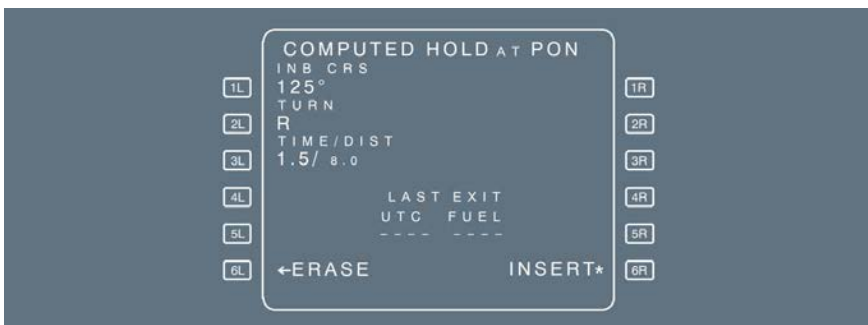 COMPUTED HOLD AT PON
INB CRS
1L 125° 1R
TURN
2L R 2R
TIME/DIST
3L 1.5/ 8.0 3R
4L LAST EXIT 4R
UTC FUEL
5L ---- ---- 5R
6L ←ERASE INSERT* 6R